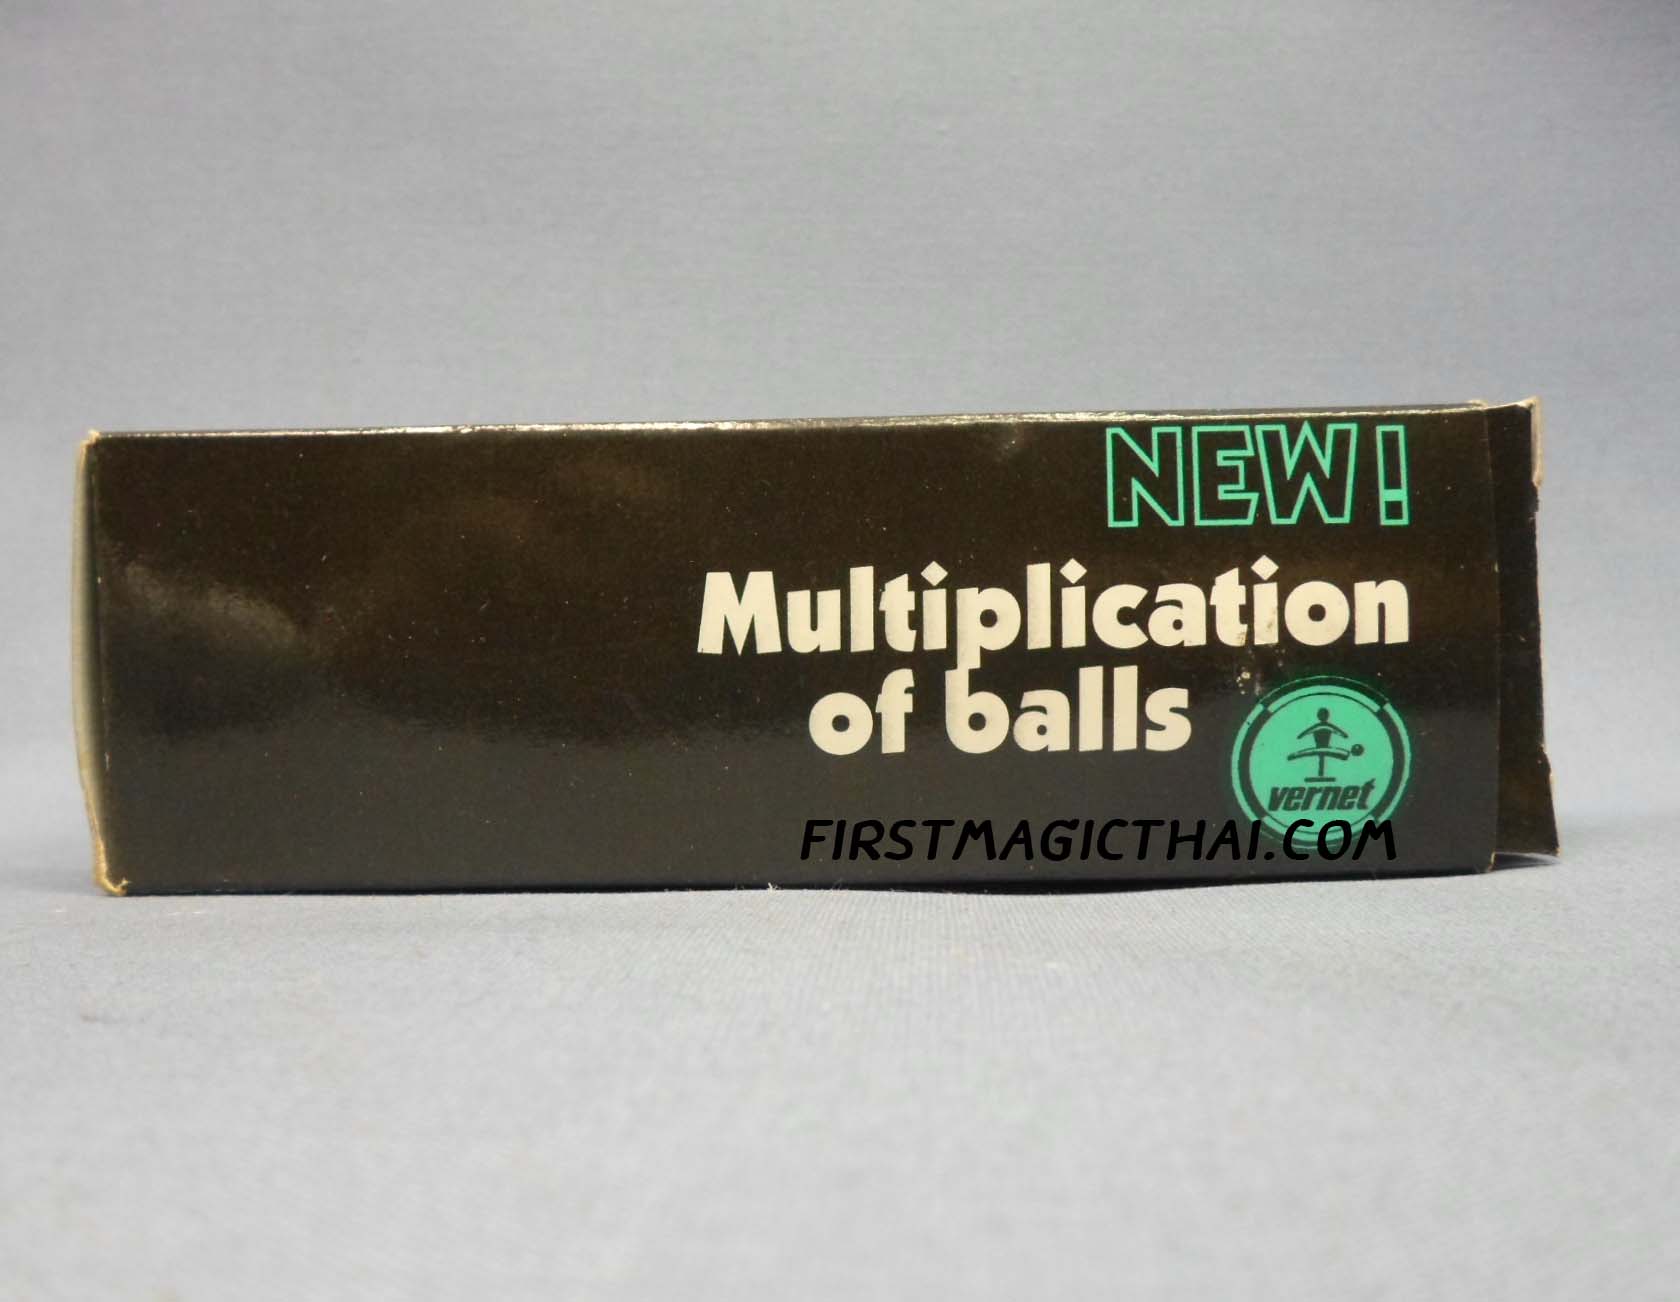 NEW!
Multiplication
of balls
vernet
FIRSTMAGICTHAI.COM